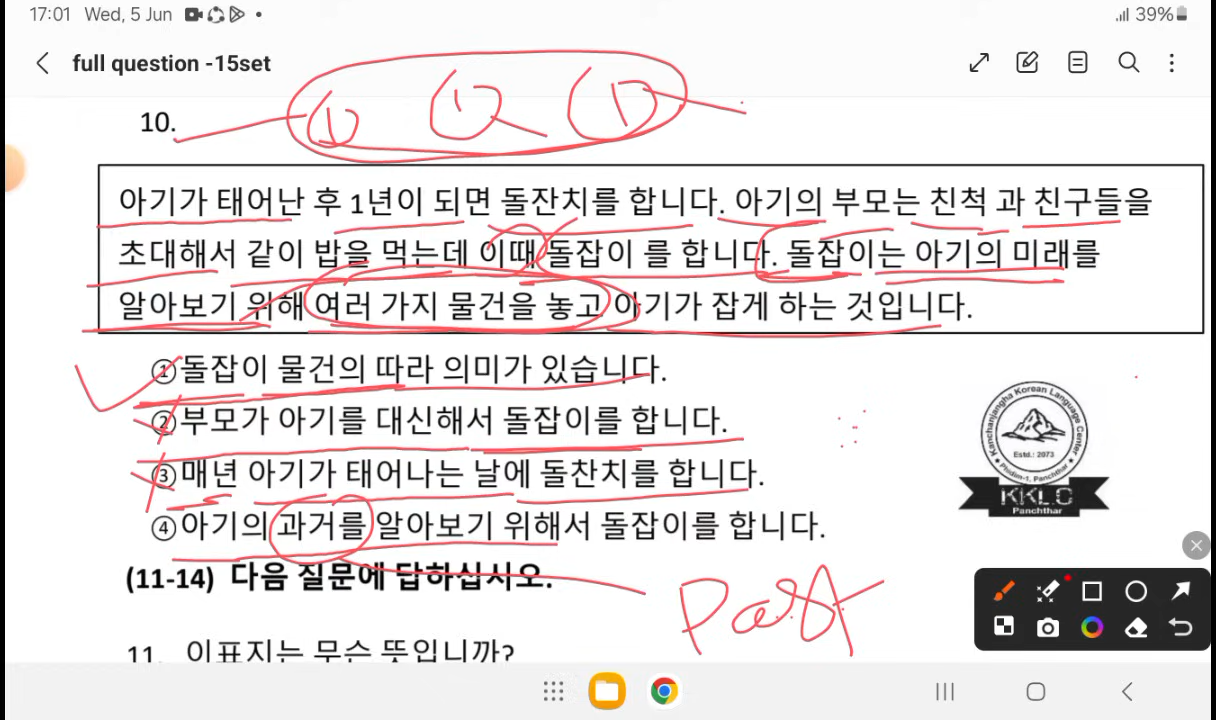 17:01 Wed, 5 Jun 39%
full question -15set
10.
1 1 1
아기가 태어난 후 1년이 되면 돌잔치를 합니다. 아기의 부모는 친척 과 친구들을
초대해서 같이 밥을 먹는데 이때 돌잡이 를 합니다. 돌잡이는 아기의 미래를
알아보기 위해 여러 가지 물건을 놓고 아기가 잡게 하는 것입니다.
①돌잡이 물건의 따라 의미가 있습니다.
②부모가 아기를 대신해서 돌잡이를 합니다.
③매년 아기가 태어나는 날에 돌찬치를 합니다.
④아기의 과거를 알아보기 위해서 돌잡이를 합니다.
Kanchanjangha Korean Language Center
Estd.: 2073
Phidim-1, Panchthar
KKLC
Panchthar
(11-14) 다음 질문에 답하십시오.
Past
11. 이표지는 무슨 뜻입니까?